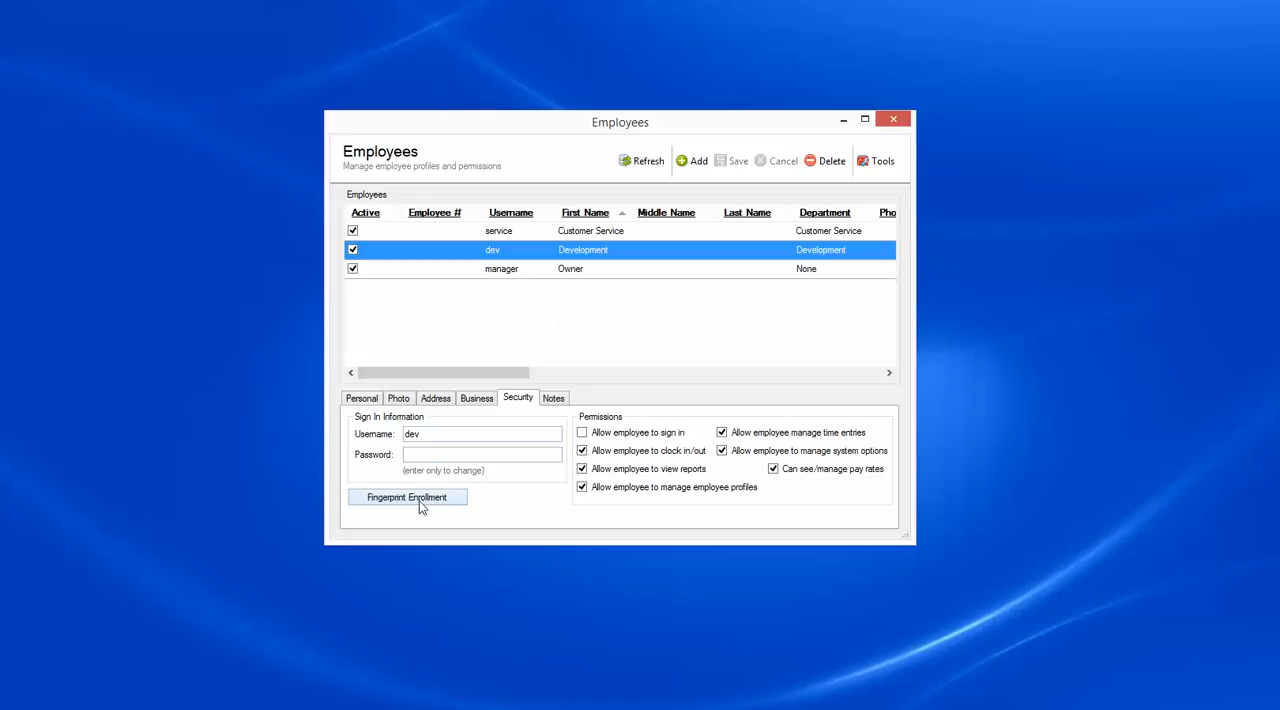 Employees
Employees
Manage employee profiles and permissions
Refresh Add Save Cancel Delete Tools
Employees
Active Employee # Username First Name Middle Name Last Name Department Pho
service Customer Service Customer Service
dev Development Development
manager Owner None
Personal Photo Address Business Security Notes
Sign In Information
Username: dev
Password:
(enter only to change)
Fingerprint Enrollment
Permissions
Allow employee to sign in Allow employee manage time entries
Allow employee to clock in/out Allow employee to manage system options
Allow employee to view reports Can see/manage pay rates
Allow employee to manage employee profiles